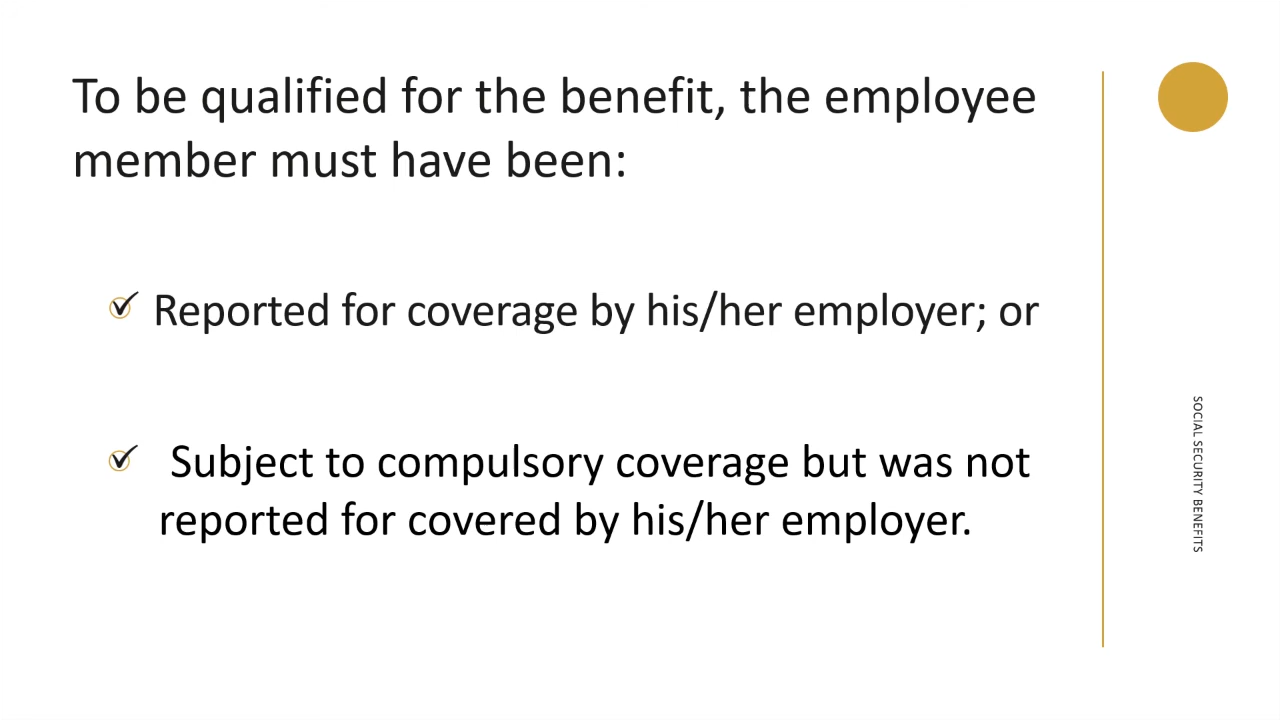 To be qualified for the benefit, the employee
member must have been:
Reported for coverage by his/her employer; or
Subject to compulsory coverage but was not
reported for covered by his/her employer.
SOCIAL SECURITY BENEFITS